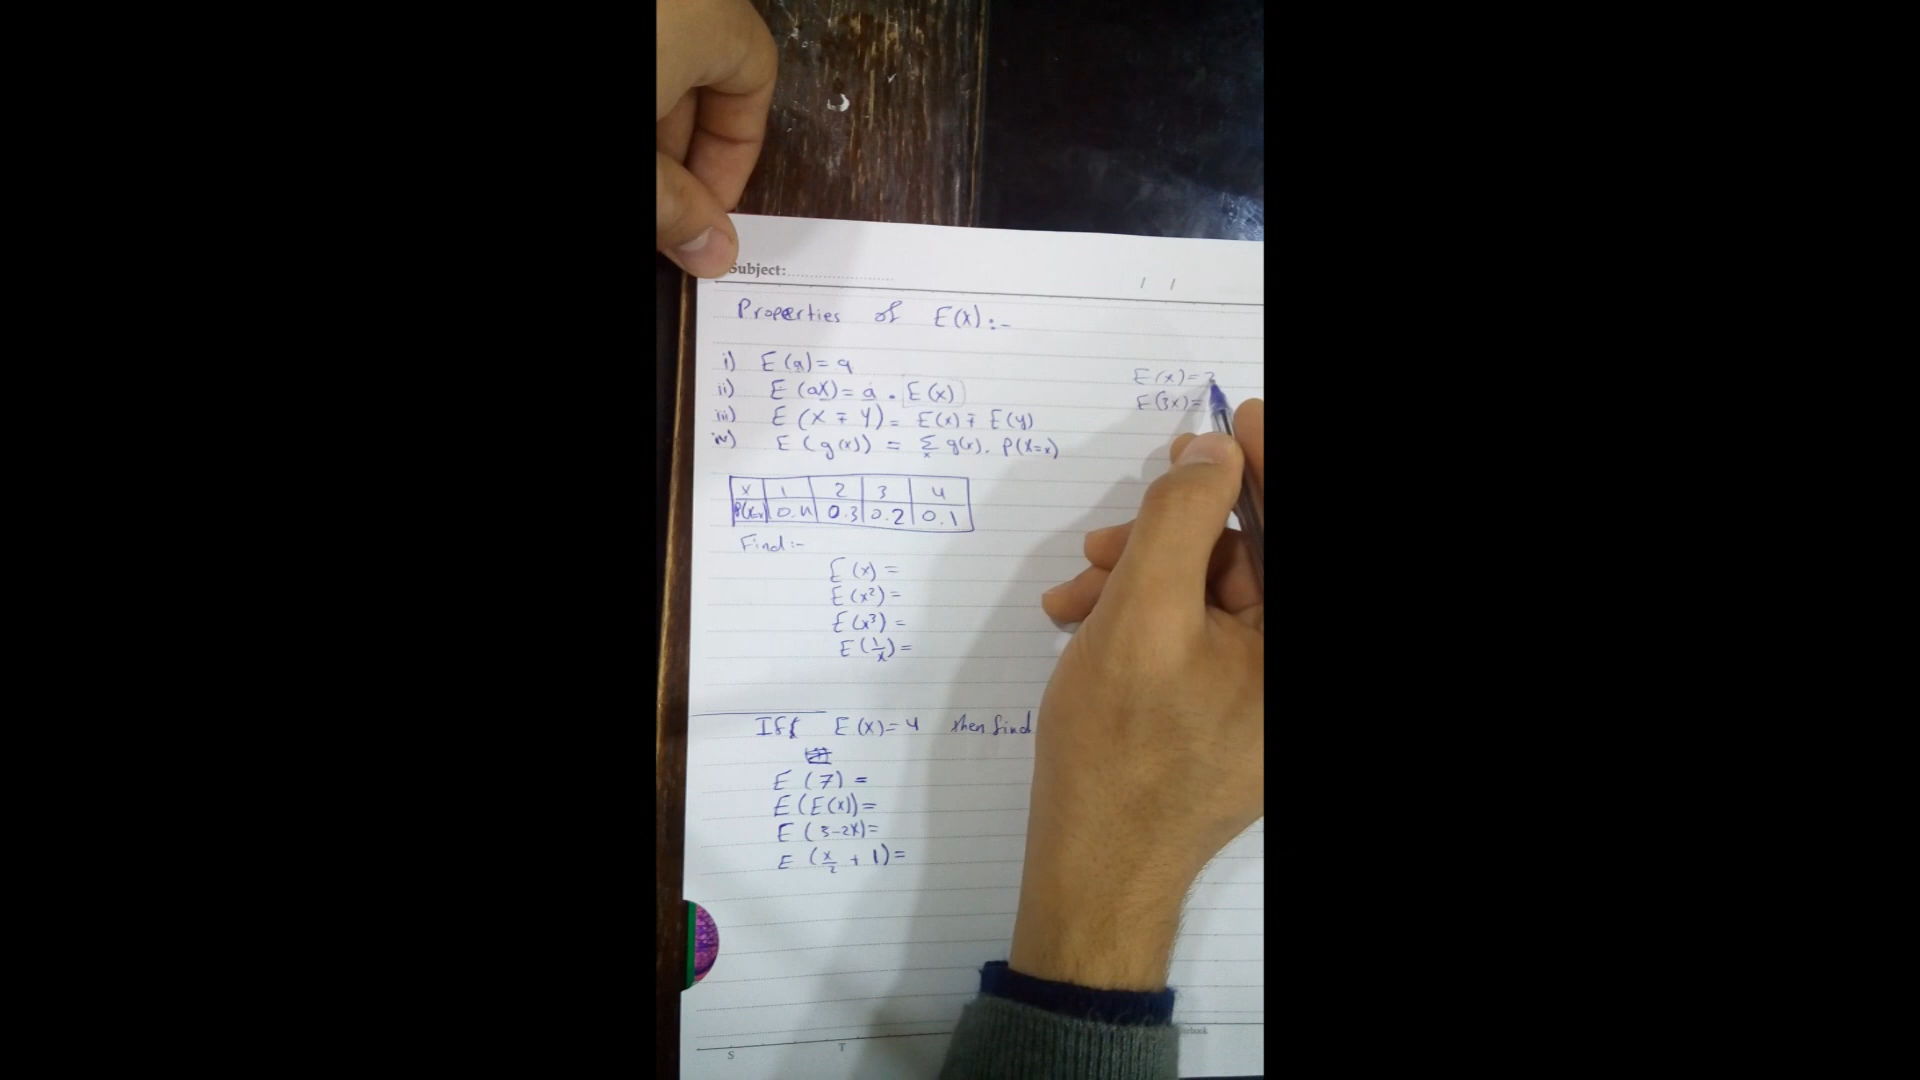 Subject:
/ /
Properties of E(X):-
i) E(a)=a
ii) E(aX)= a . E(x)
iii) E(X ∓ Y)= E(x) ∓ E(y)
iv) E(g(x)) = Σx g(x). P(X=x)
E(x)=
E(3x)=
X 1 2 3 4
P(X=x) 0.4 0.3 0.2 0.1
Find:-
E(x) =
E(x²)=
E(x³) =
E(1/x)=
If E(X)=4 then find
E(7) =
E(E(x))=
E(3-2X)=
E(x/2 + 1)=
S T